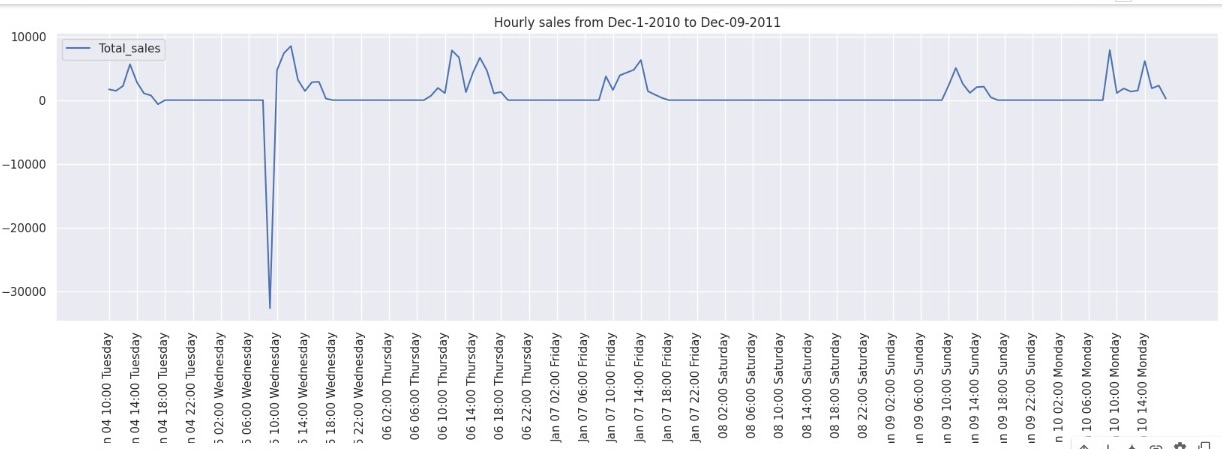 Hourly sales from Dec-1-2010 to Dec-09-2011
Total_sales
10000
0
−10000
−20000
−30000
n 04 10:00 Tuesday
n 04 14:00 Tuesday
n 04 18:00 Tuesday
n 04 22:00 Tuesday
5 02:00 Wednesday
5 06:00 Wednesday
5 10:00 Wednesday
5 14:00 Wednesday
5 18:00 Wednesday
5 22:00 Wednesday
06 02:00 Thursday
06 06:00 Thursday
06 10:00 Thursday
06 14:00 Thursday
06 18:00 Thursday
06 22:00 Thursday
Jan 07 02:00 Friday
Jan 07 06:00 Friday
Jan 07 10:00 Friday
Jan 07 14:00 Friday
Jan 07 18:00 Friday
Jan 07 22:00 Friday
08 02:00 Saturday
08 06:00 Saturday
08 10:00 Saturday
08 14:00 Saturday
08 18:00 Saturday
08 22:00 Saturday
an 09 02:00 Sunday
an 09 06:00 Sunday
an 09 10:00 Sunday
an 09 14:00 Sunday
an 09 18:00 Sunday
an 09 22:00 Sunday
n 10 02:00 Monday
10 06:00 Monday
10 10:00 Monday
10 14:00 Monday